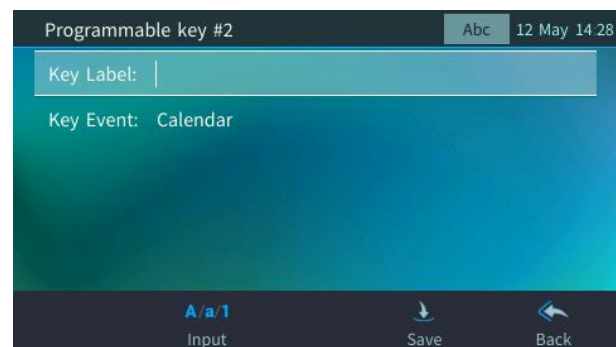 Programmable key #2 Abc 12 May 14:28
Key Label:
Key Event: Calendar
A/a/1
Input Save Back